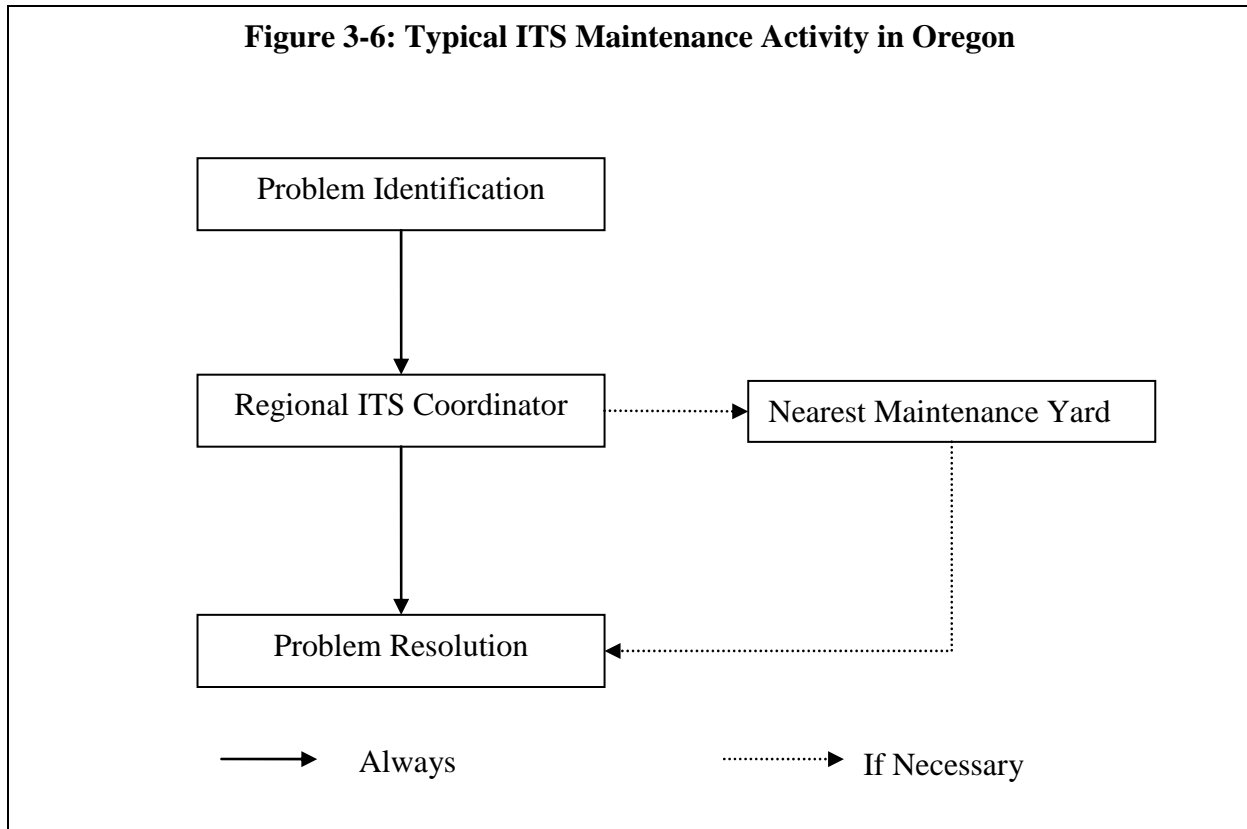 Figure 3-6: Typical ITS Maintenance Activity in Oregon
Problem Identification
Regional ITS Coordinator
Nearest Maintenance Yard
Problem Resolution
Always
If Necessary